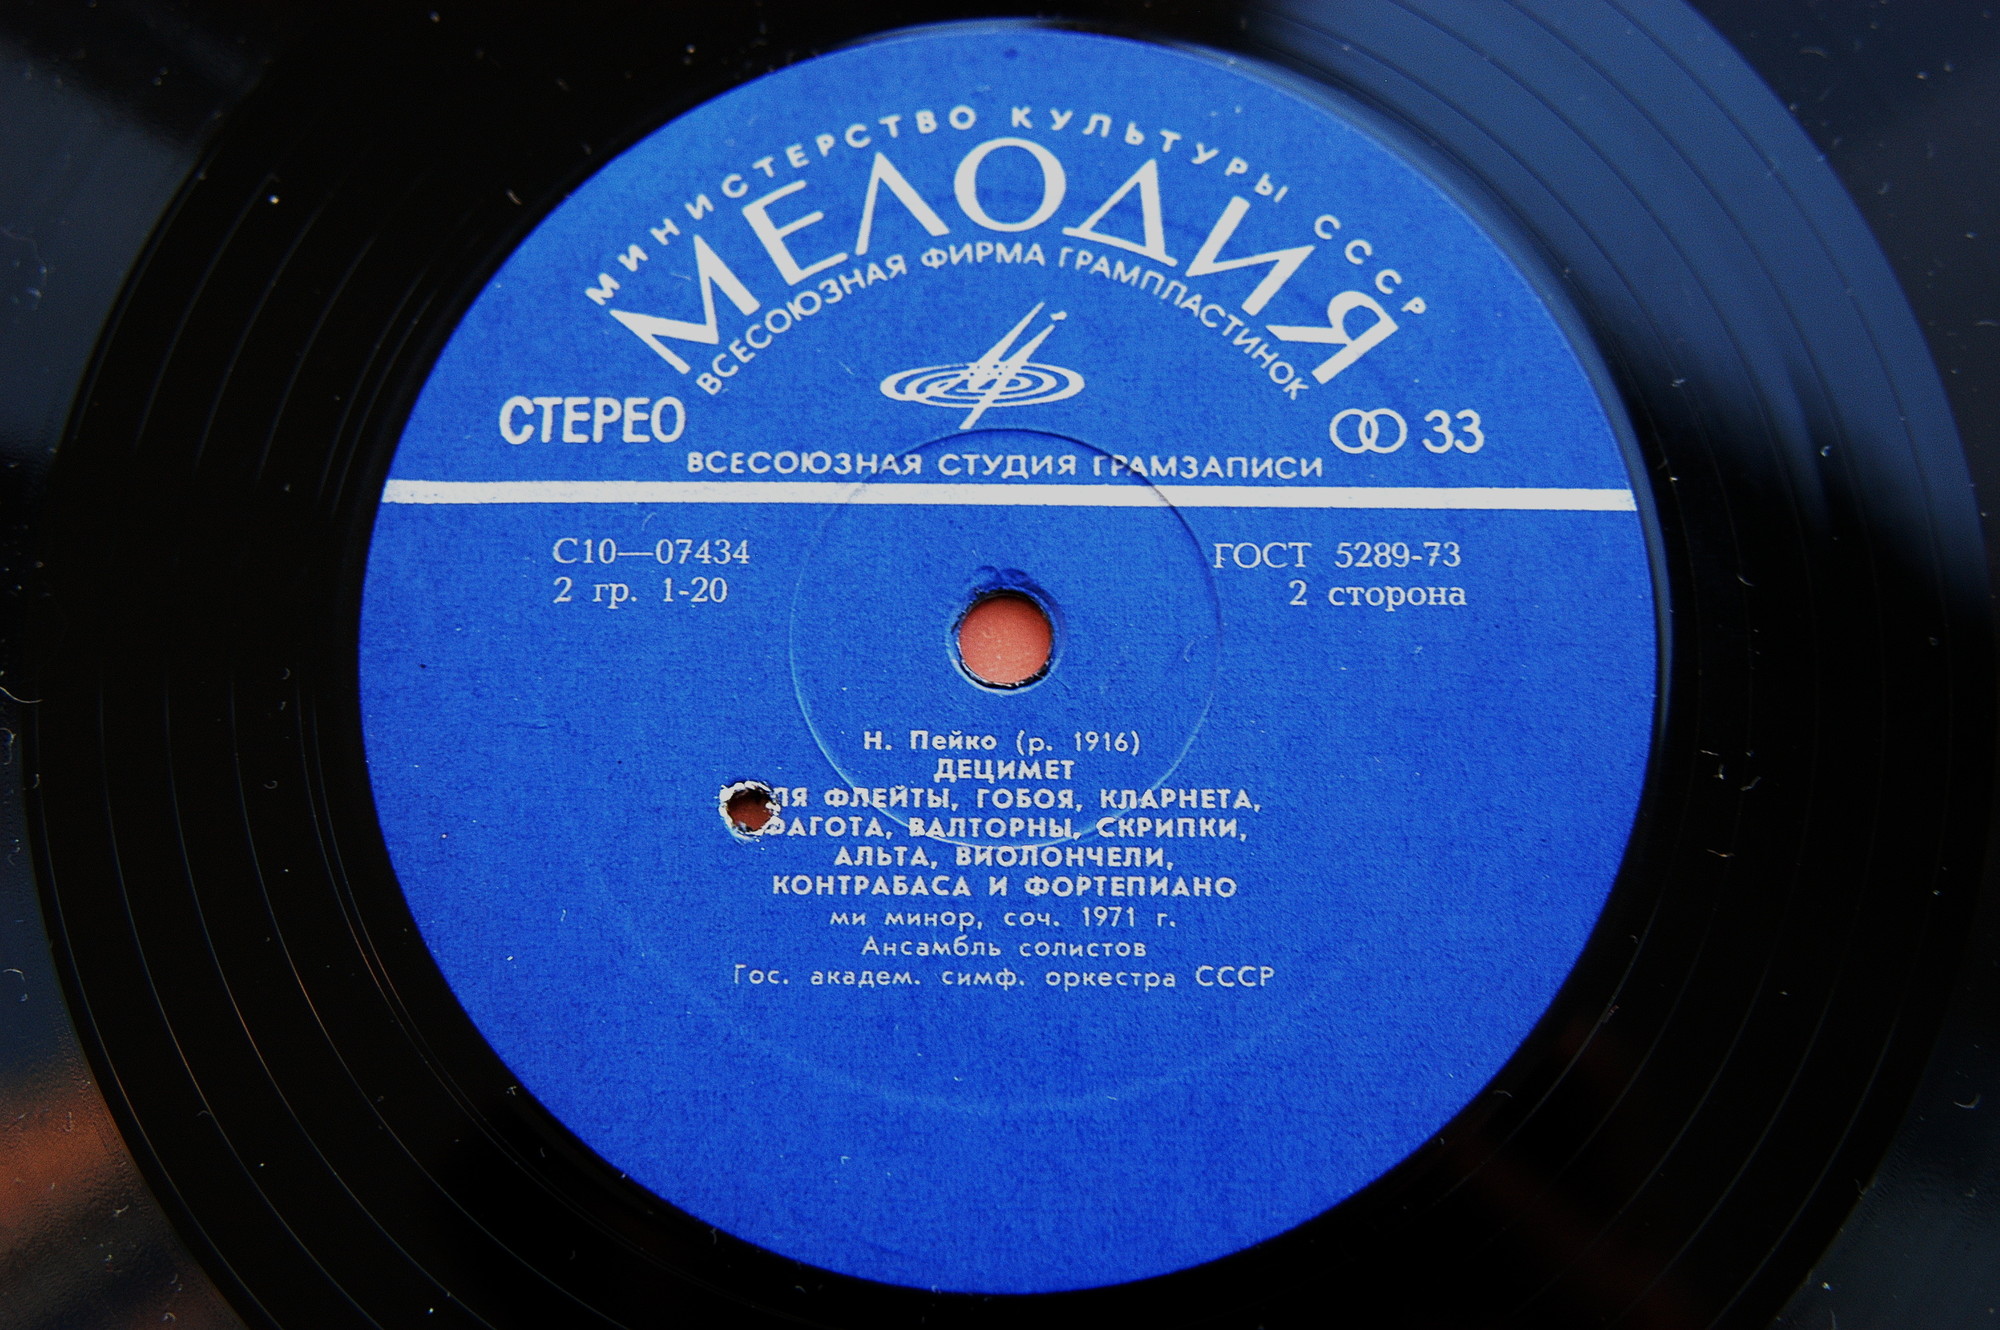 МИНИСТЕРСТВО КУЛЬТУРЫ СССР
МЕЛОДИЯ
ВСЕСОЮЗНАЯ ФИРМА ГРАМПЛАСТИНОК
СТЕРЕО
33
ВСЕСОЮЗНАЯ СТУДИЯ ГРАМЗАПИСИ
С10—07434
ГОСТ 5289-73
2 гр. 1-20
2 сторона
Н. Пейко (р. 1916)
ДЕЦИМЕТ
ЛЯ ФЛЕЙТЫ, ГОБОЯ, КЛАРНЕТА,
ФАГОТА, ВАЛТОРНЫ, СКРИПКИ,
АЛЬТА, ВИОЛОНЧЕЛИ,
КОНТРАБАСА И ФОРТЕПИАНО
ми минор, соч. 1971 г.
Ансамбль солистов
Гос. академ. симф. оркестра СССР